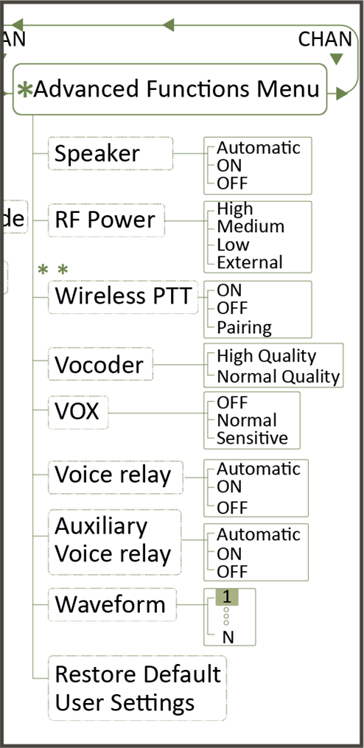 AN
CHAN
*Advanced Functions Menu
Speaker
Automatic
ON
OFF
de
RF Power
High
Medium
Low
External
* *
Wireless PTT
ON
OFF
Pairing
Vocoder
High Quality
Normal Quality
VOX
OFF
Normal
Sensitive
Voice relay
Automatic
ON
OFF
Auxiliary
Voice relay
Automatic
ON
OFF
Waveform
1
N
Restore Default
User Settings